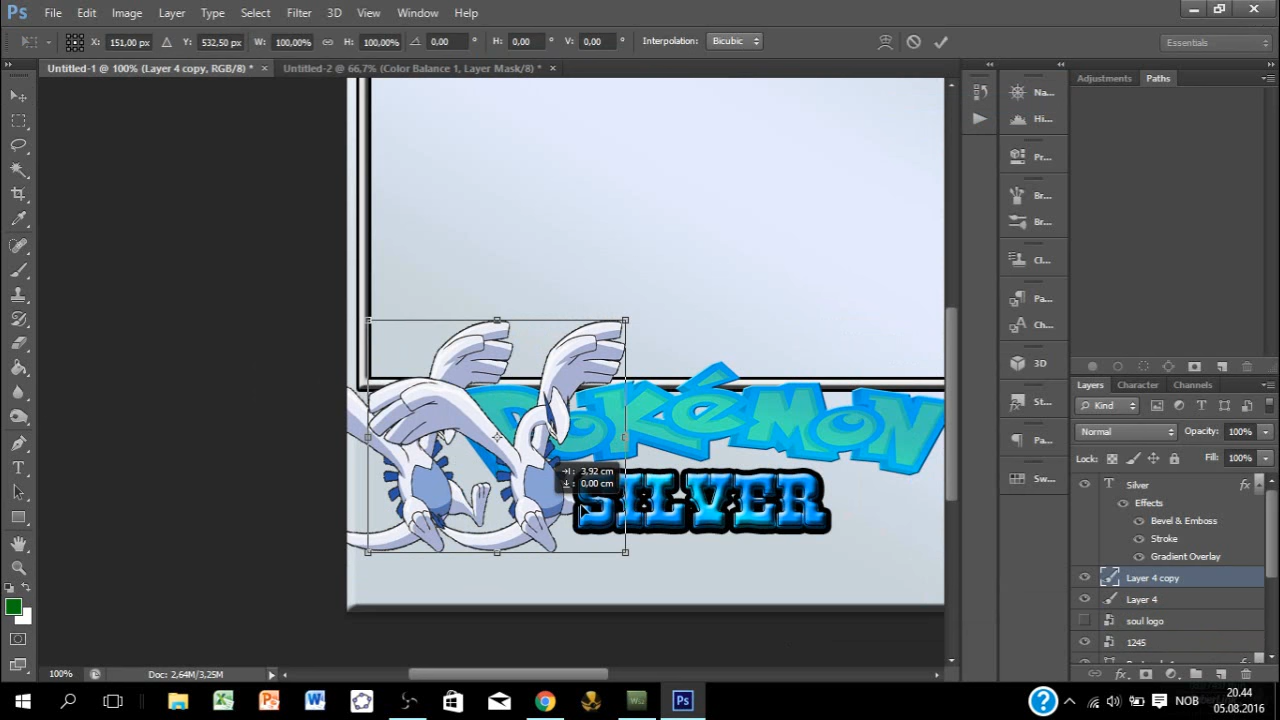 Ps File Edit Image Layer Type Select Filter 3D View Window Help
X: 151,00 px Y: 532,50 px W: 100,00% H: 100,00% 0,00 ° H: 0,00 ° V: 0,00 ° Interpolation: Bicubic Essentials
Untitled-1 @ 100% (Layer 4 copy, RGB/8) * × Untitled-2 @ 66,7% (Color Balance 1, Layer Mask/8) * ×
Adjustments Paths
Na...
Hi...
Pr...
Br...
Br...
Cl...
Pa...
Ch...
3D
St...
Pa...
Sw...
POKéMON
SILVER
3,92 cm
0,00 cm
Layers Character Channels
Kind
Normal Opacity: 100%
Lock: Fill: 100%
Silver fx
Effects
Bevel & Emboss
Stroke
Gradient Overlay
Layer 4 copy
Layer 4
soul logo
1245
100% Doc: 2,64M/3,25M
NOB
20.44
05.08.2016